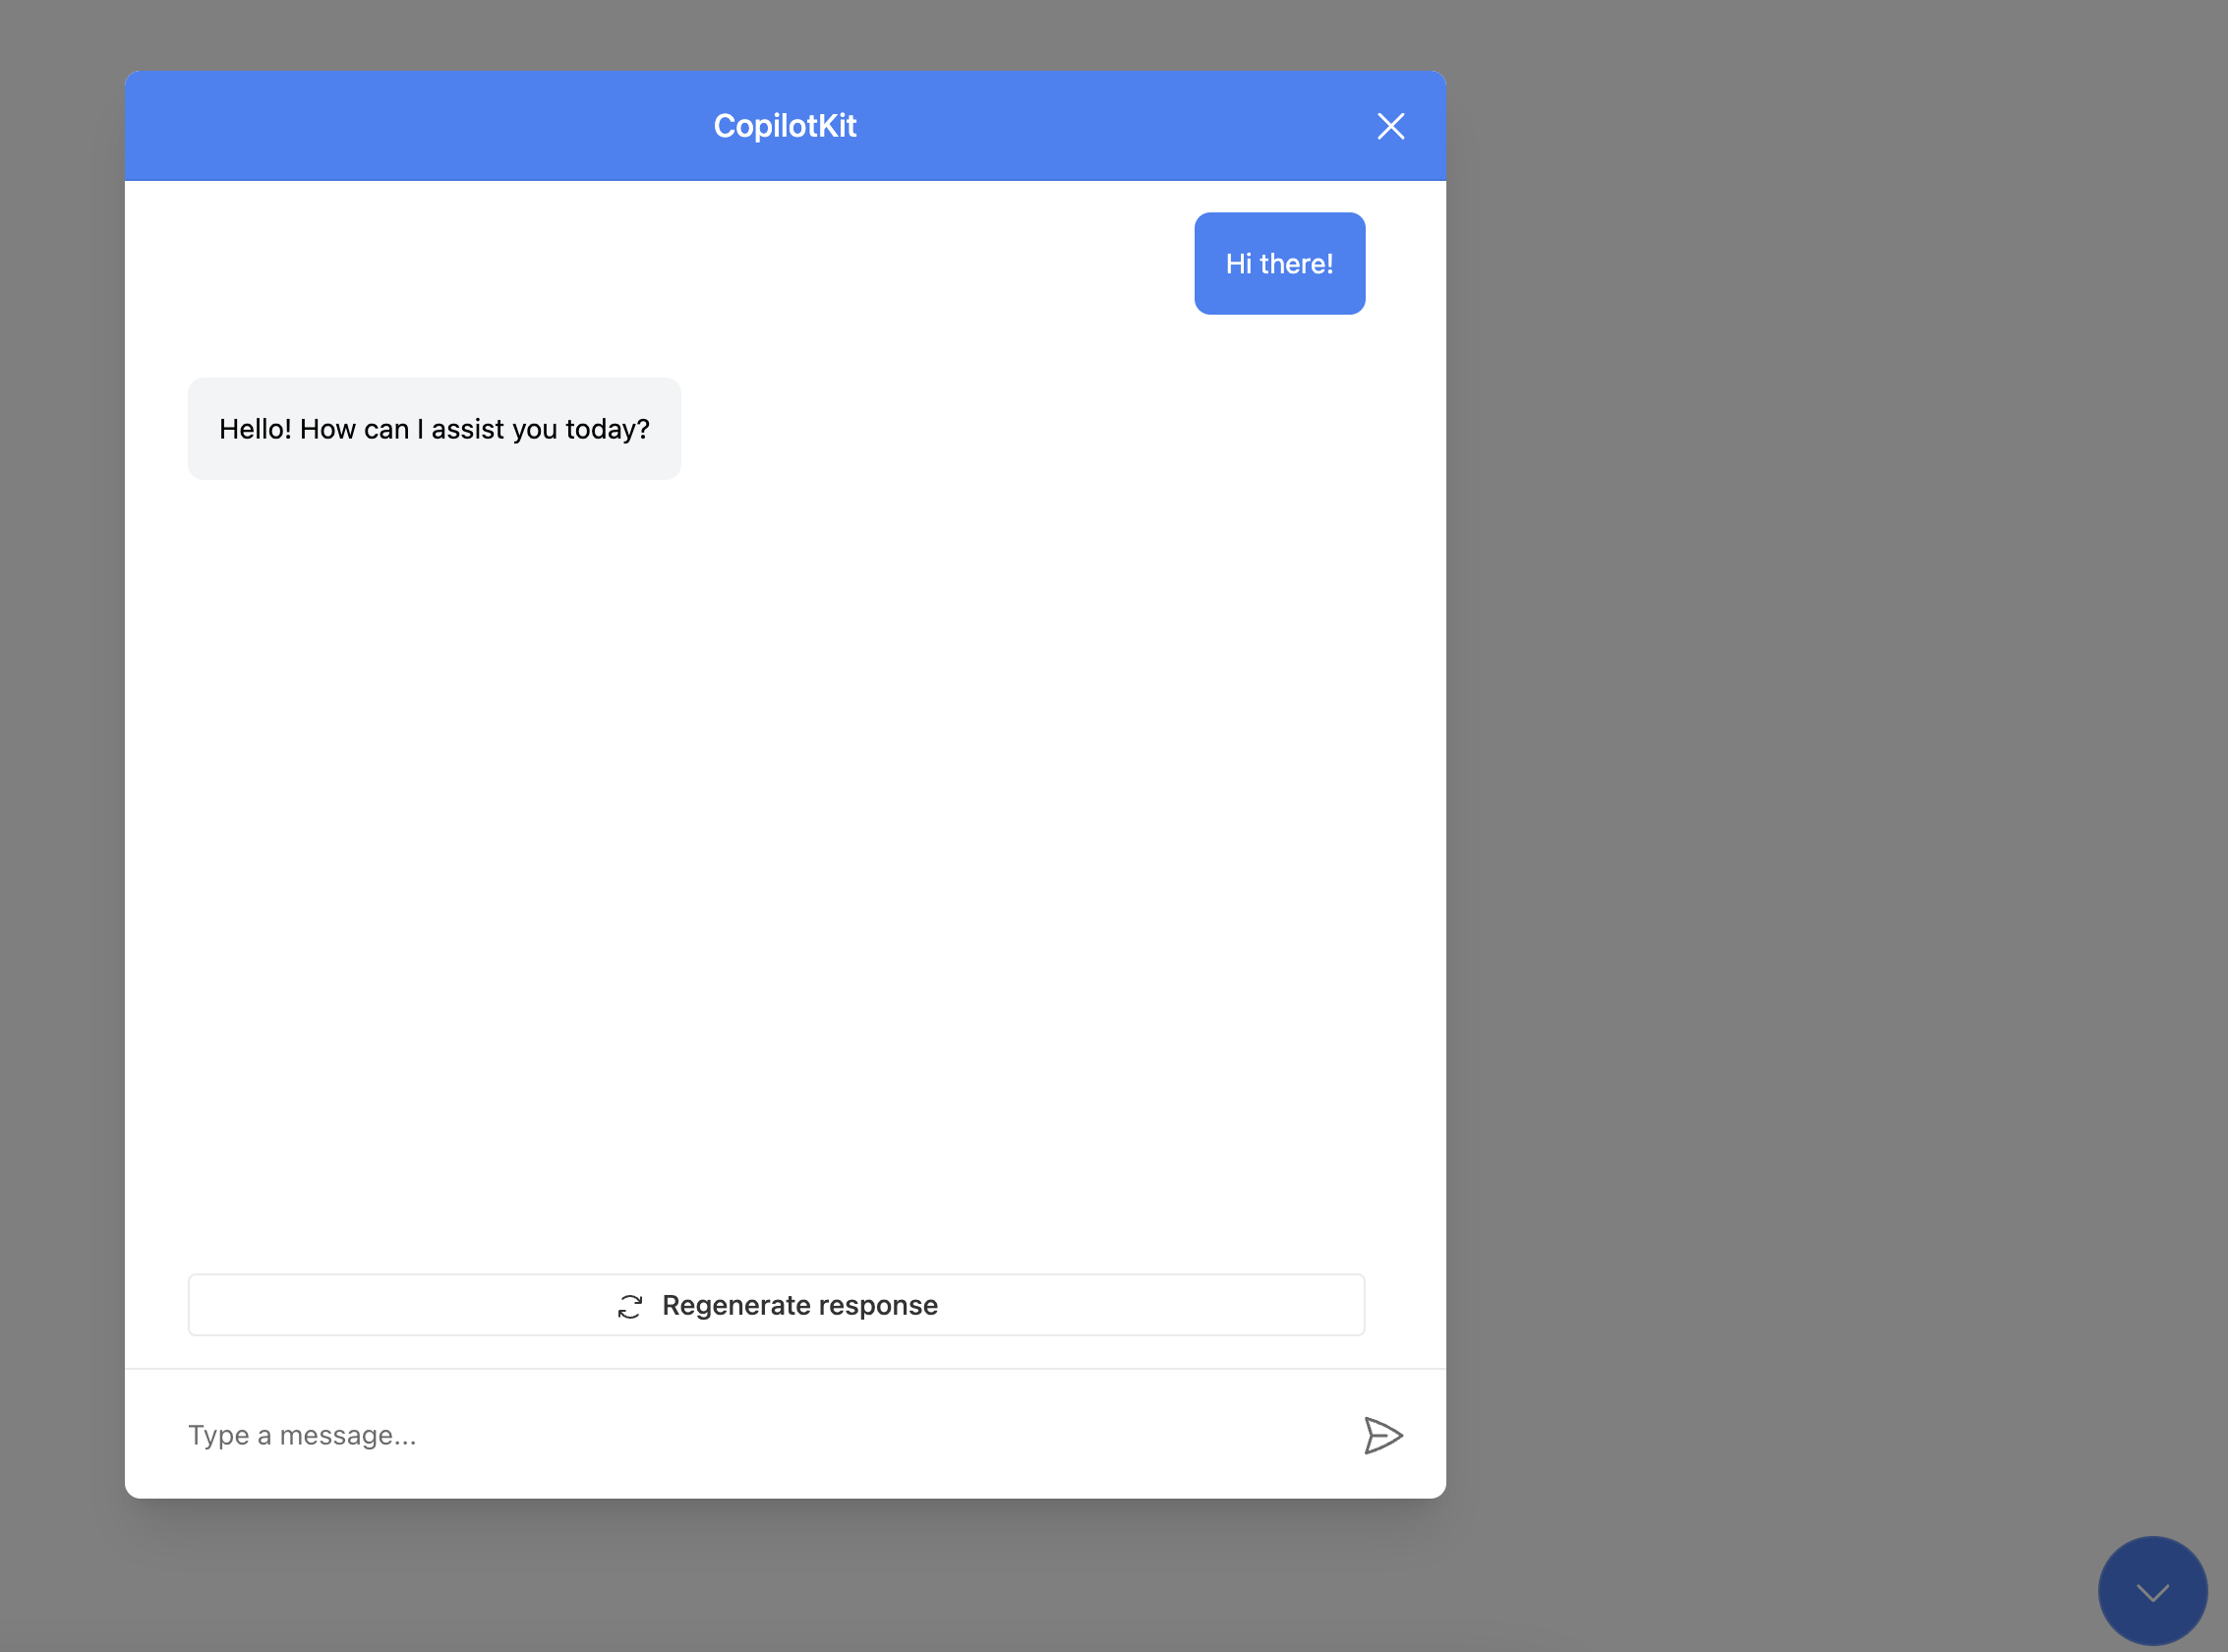 CopilotKit
Hi there!
Hello! How can I assist you today?
Regenerate response
Type a message...